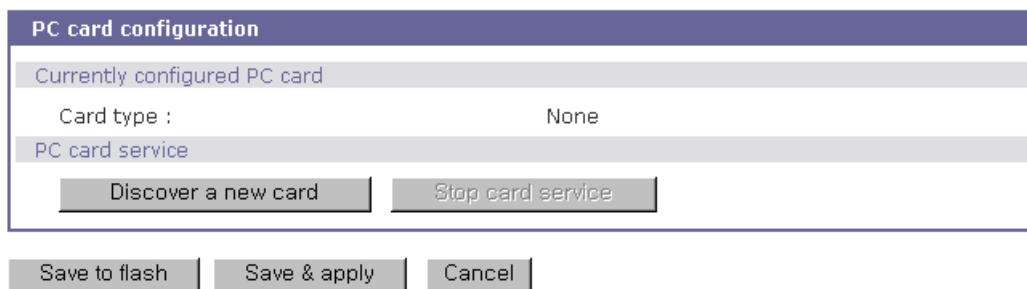 PC card configuration
Currently configured PC card
Card type : None
PC card service
Discover a new card Stop card service
Save to flash Save & apply Cancel